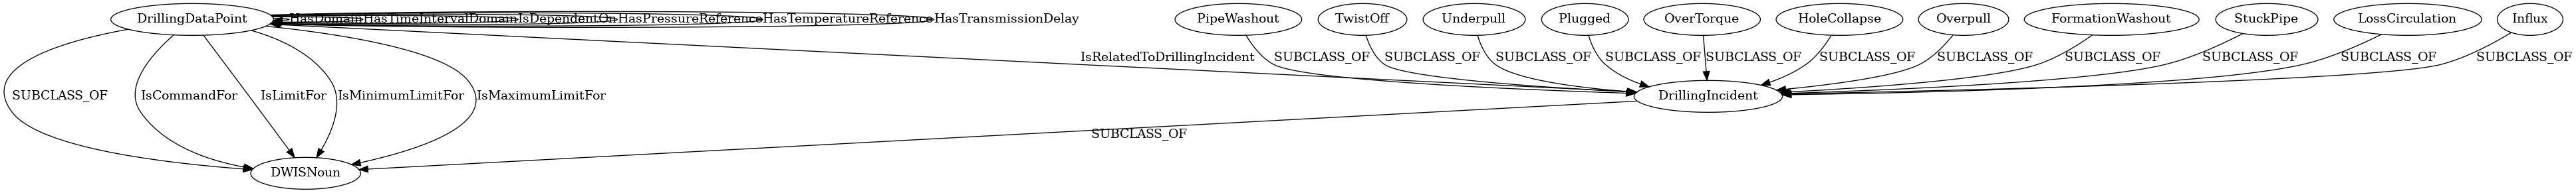 DrillingDataPoint
HasDomain
HasTimeIntervalDomain
IsDependentOn
HasPressureReference
HasTemperatureReference
HasTransmissionDelay
PipeWashout
TwistOff
Underpull
Plugged
OverTorque
HoleCollapse
Overpull
FormationWashout
StuckPipe
LossCirculation
Influx
IsRelatedToDrillingIncident
SUBCLASS_OF
SUBCLASS_OF
SUBCLASS_OF
SUBCLASS_OF
SUBCLASS_OF
SUBCLASS_OF
SUBCLASS_OF
SUBCLASS_OF
SUBCLASS_OF
SUBCLASS_OF
SUBCLASS_OF
SUBCLASS_OF
IsCommandFor
IsLimitFor
IsMinimumLimitFor
IsMaximumLimitFor
DrillingIncident
SUBCLASS_OF
DWISNoun